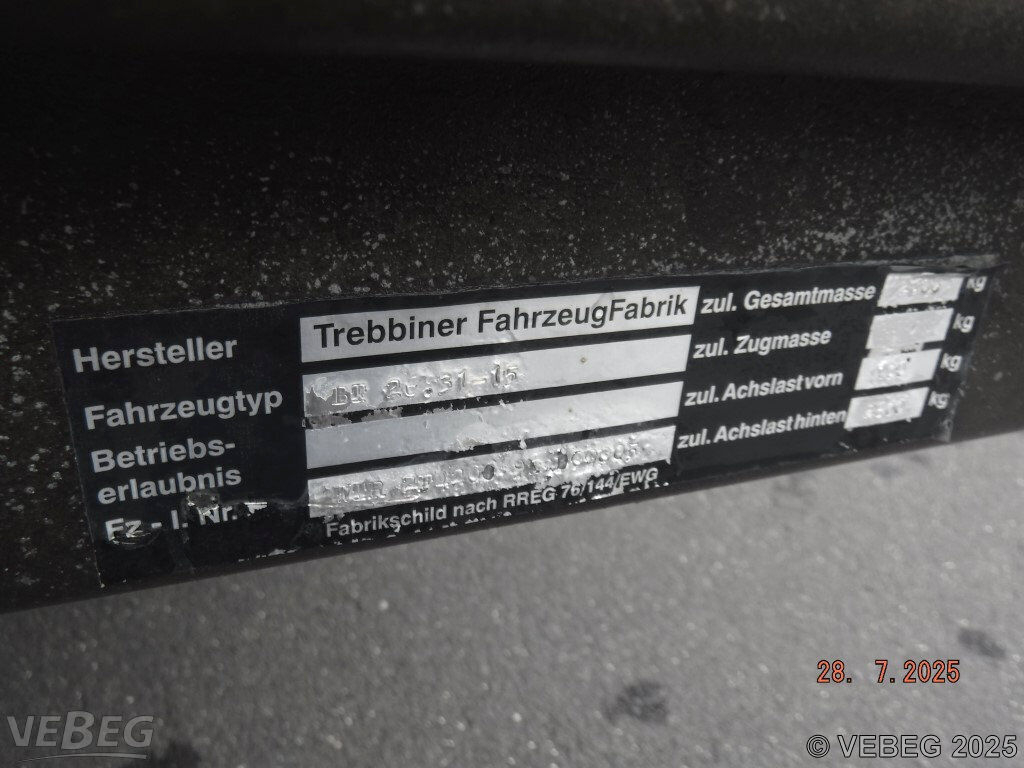 Hersteller Trebbiner FahrzeugFabrik zul. Gesamtmasse kg
Fahrzeugtyp zul. Zugmasse kg
Betriebs-
erlaubnis zul. Achslast vorn kg
Fz - I. Nr. zul. Achslast hinten kg
Fabrikschild nach RREG 76/144/EWG
28. 7.2025
VEBEG
© VEBEG 2025